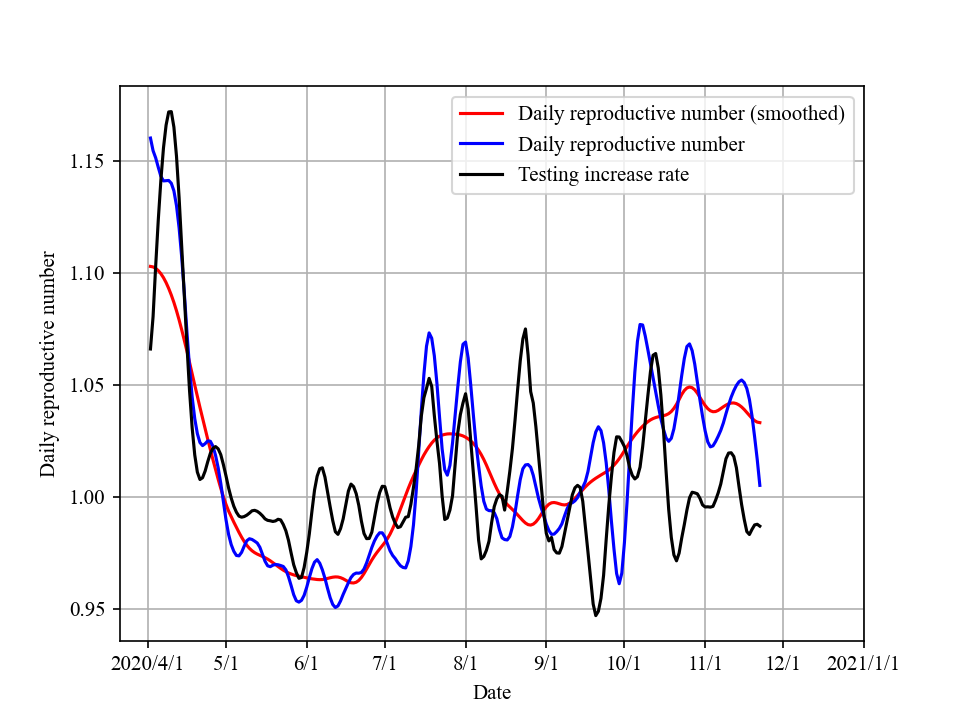 Daily reproductive number (smoothed)
Daily reproductive number
Testing increase rate
Daily reproductive number
1.15
1.10
1.05
1.00
0.95
2020/4/1 5/1 6/1 7/1 8/1 9/1 10/1 11/1 12/1 2021/1/1
Date